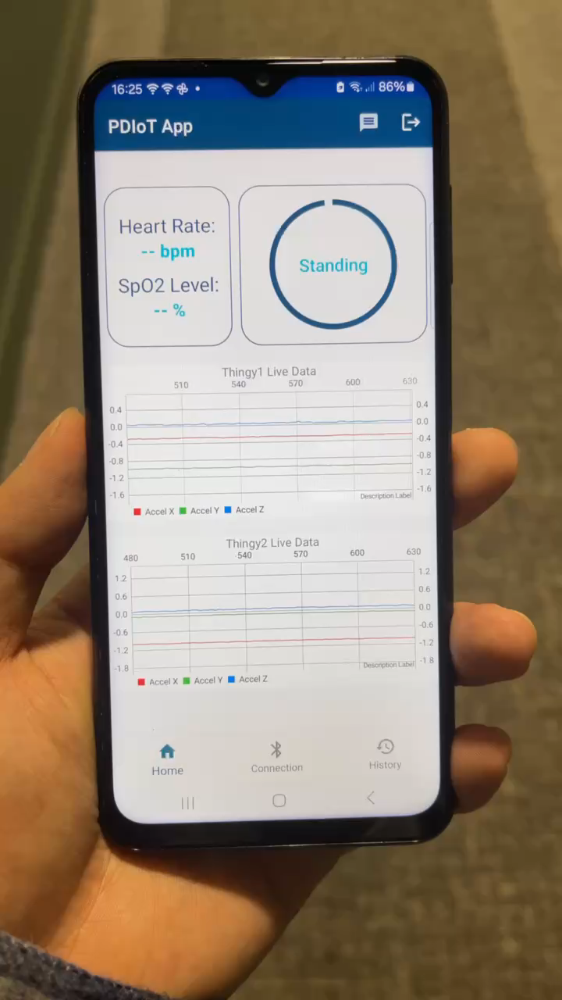 16:25 86%
PDIoT App
Heart Rate:
-- bpm
SpO2 Level:
-- %
Standing
Thingy1 Live Data
510 540 570 600 630
0.4 0.4
0.0 0.0
-0.4 -0.4
-0.8 -0.8
-1.2 -1.2
-1.6 -1.6
Description Label
Accel X Accel Y Accel Z
Thingy2 Live Data
480 510 540 570 600 630
1.2 1.2
0.6 0.6
0.0 0.0
-0.6 -0.6
-1.2 -1.2
-1.8 -1.8
Description Label
Accel X Accel Y Accel Z
Home Connection History